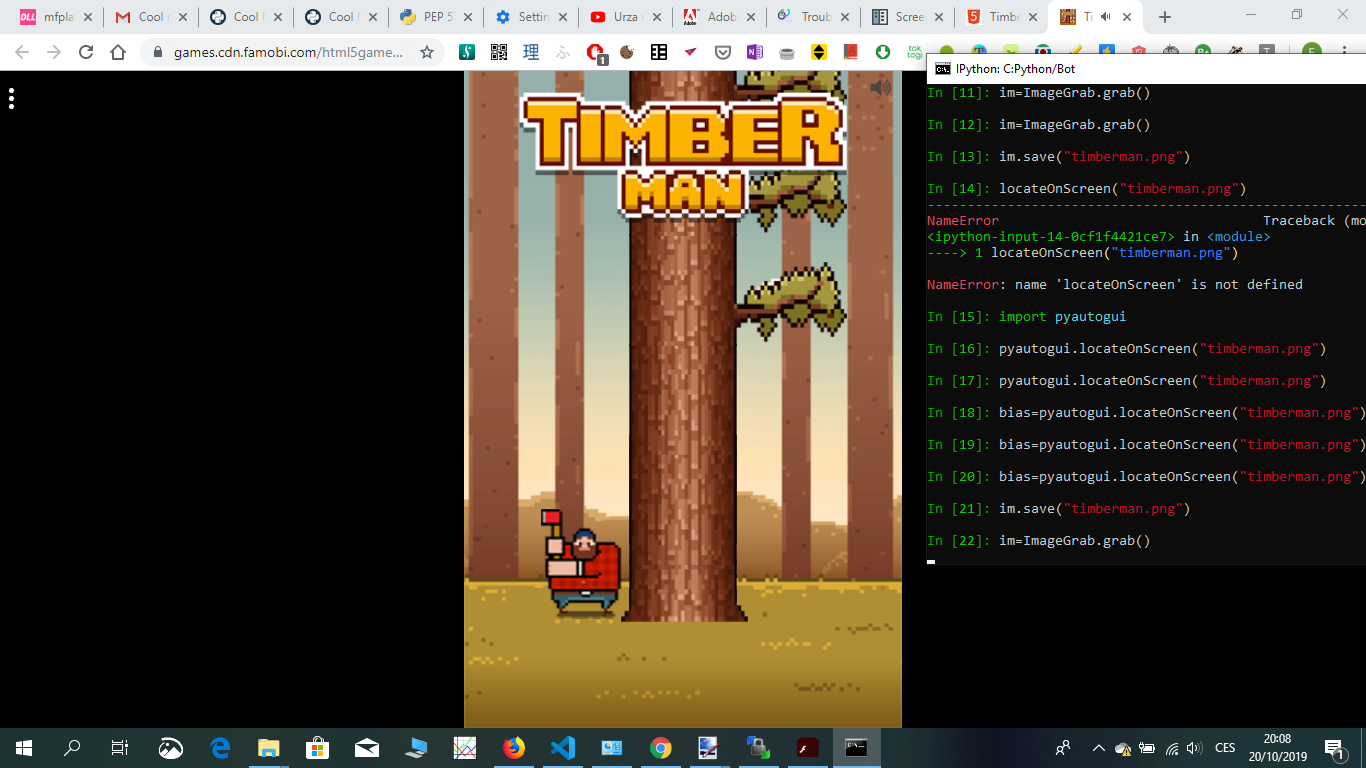 DLL mfpla
Cool r
Cool I
Cool I
PEP 5
Settin
Urza
Adob
Troub
Scree
Timbe
Ti
games.cdn.famobi.com/html5game...
1
IPython: C:Python/Bot
TIMBER
MAN
In [11]: im=ImageGrab.grab()
In [12]: im=ImageGrab.grab()
In [13]: im.save("timberman.png")
In [14]: locateOnScreen("timberman.png")
---------------------------------------------------------
NameError Traceback (mo
<ipython-input-14-0cf1f4421ce7> in <module>
----> 1 locateOnScreen("timberman.png")
NameError: name 'locateOnScreen' is not defined
In [15]: import pyautogui
In [16]: pyautogui.locateOnScreen("timberman.png")
In [17]: pyautogui.locateOnScreen("timberman.png")
In [18]: bias=pyautogui.locateOnScreen("timberman.png")
In [19]: bias=pyautogui.locateOnScreen("timberman.png")
In [20]: bias=pyautogui.locateOnScreen("timberman.png")
In [21]: im.save("timberman.png")
In [22]: im=ImageGrab.grab()
CES
20:08
20/10/2019
1